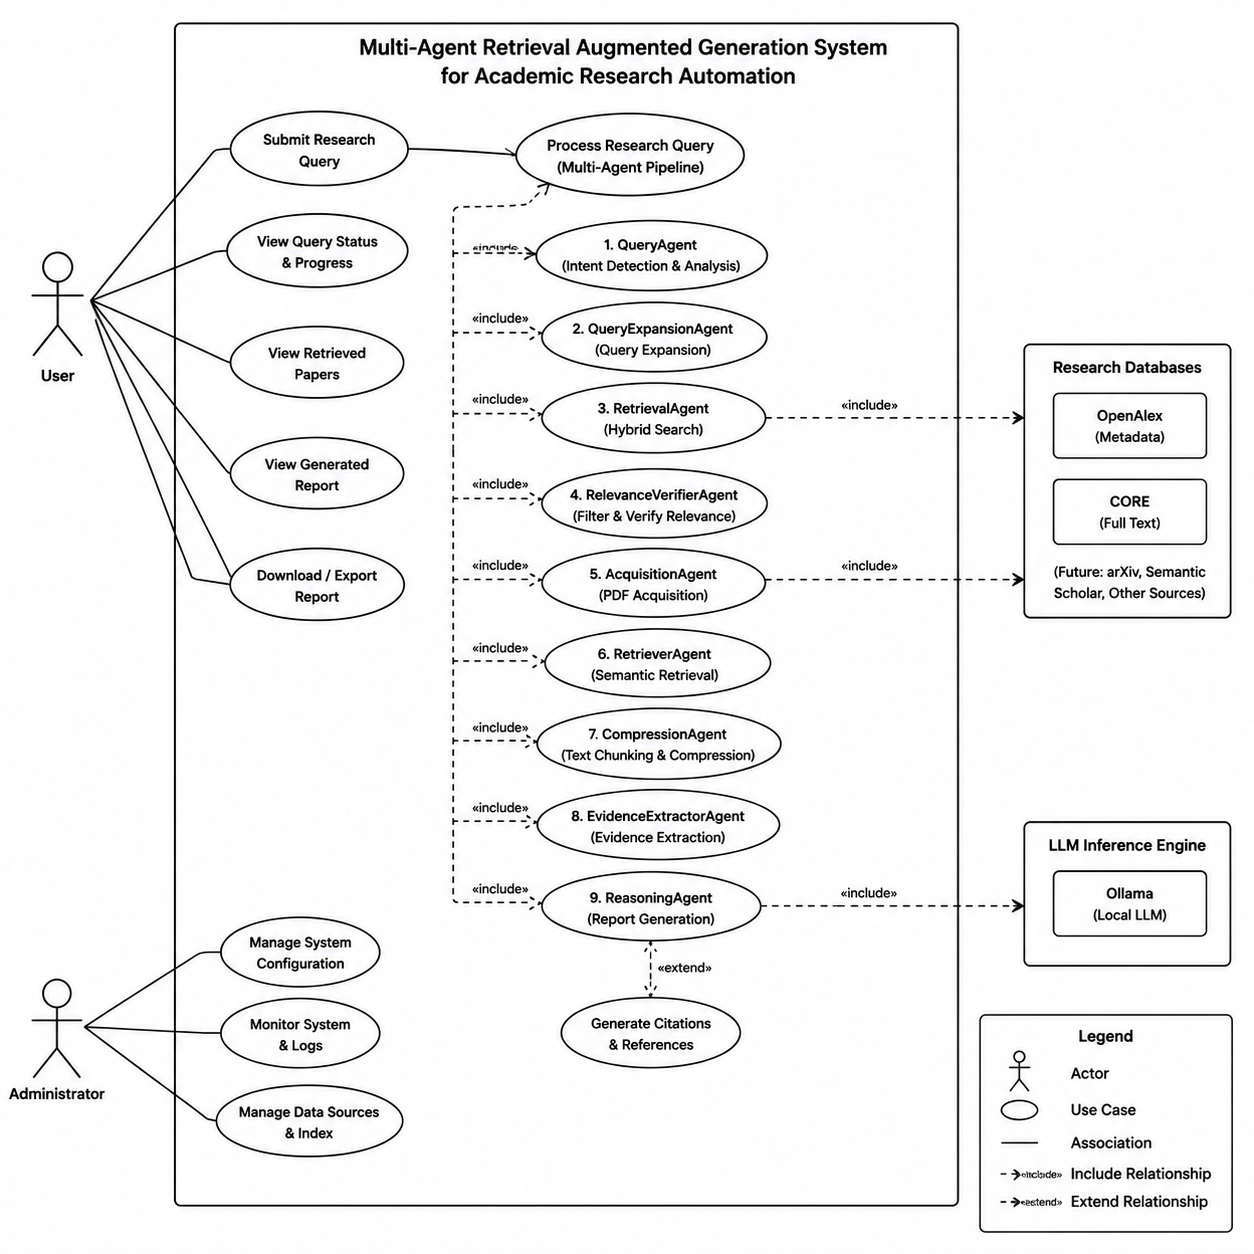 Multi-Agent Retrieval Augmented Generation System
for Academic Research Automation
Submit Research
Query
Process Research Query
(Multi-Agent Pipeline)
View Query Status
& Progress
«include»
1. QueryAgent
(Intent Detection & Analysis)
User
View Retrieved
Papers
«include»
2. QueryExpansionAgent
(Query Expansion)
«include»
3. RetrievalAgent
(Hybrid Search)
«include»
Research Databases
OpenAlex
(Metadata)
CORE
(Full Text)
(Future: arXiv, Semantic
Scholar, Other Sources)
View Generated
Report
«include»
4. RelevanceVerifierAgent
(Filter & Verify Relevance)
Download / Export
Report
«include»
5. AcquisitionAgent
(PDF Acquisition)
«include»
«include»
6. RetrieverAgent
(Semantic Retrieval)
«include»
7. CompressionAgent
(Text Chunking & Compression)
«include»
8. EvidenceExtractorAgent
(Evidence Extraction)
«include»
9. ReasoningAgent
(Report Generation)
«include»
LLM Inference Engine
Ollama
(Local LLM)
«extend»
Generate Citations
& References
Manage System
Configuration
Monitor System
& Logs
Administrator
Manage Data Sources
& Index
Legend
Actor
Use Case
Association
«include» Include Relationship
«extend» Extend Relationship